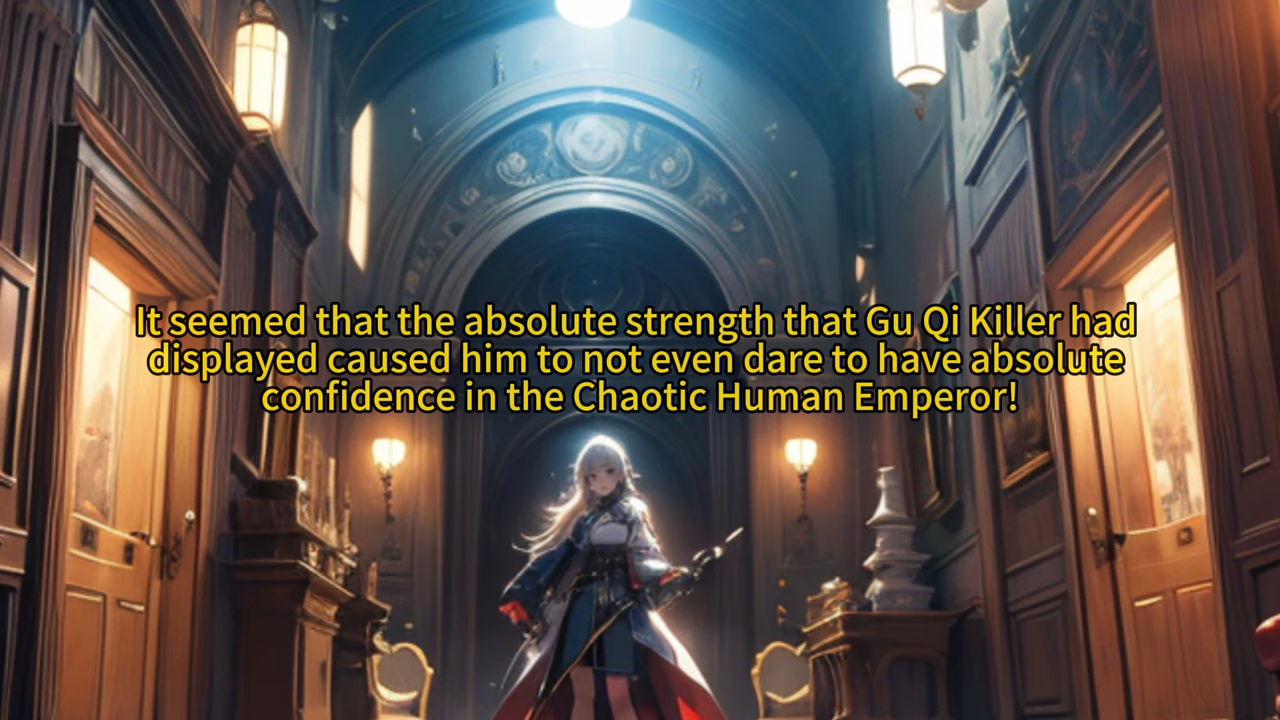 It seemed that the absolute strength that Gu Qi Killer had
displayed caused him to not even dare to have absolute
confidence in the Chaotic Human Emperor!